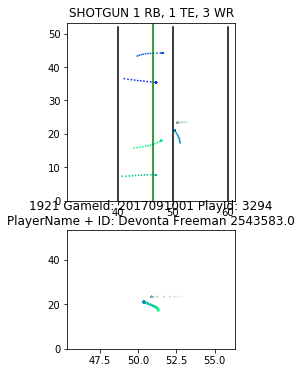 SHOTGUN 1 RB, 1 TE, 3 WR
50
40
30
20
10
0
40 50 60
1921 GameId: 2017091001 PlayId: 3294
PlayerName + ID: Devonta Freeman 2543583.0
40
20
0
47.5 50.0 52.5 55.0